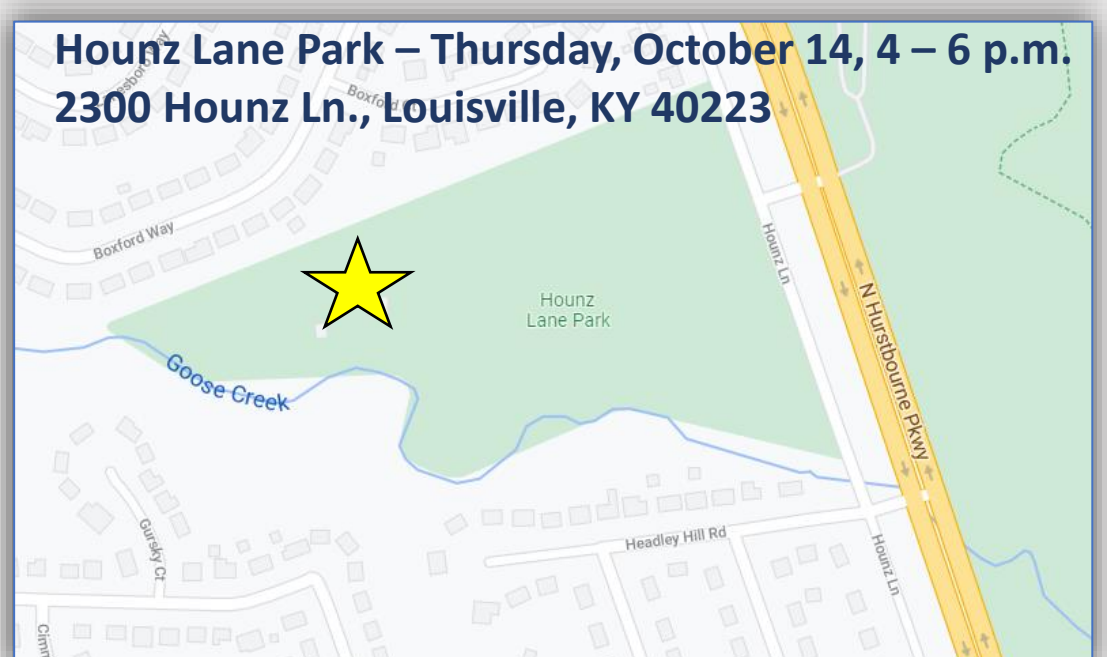 Hounz Lane Park – Thursday, October 14, 4 – 6 p.m.
2300 Hounz Ln., Louisville, KY 40223
Boxford Way
Hounz Ln
Hounz
Lane Park
N Hurstbourne Pkwy
Goose Creek
Headley Hill Rd
Gursky Ct
Hounz Ln